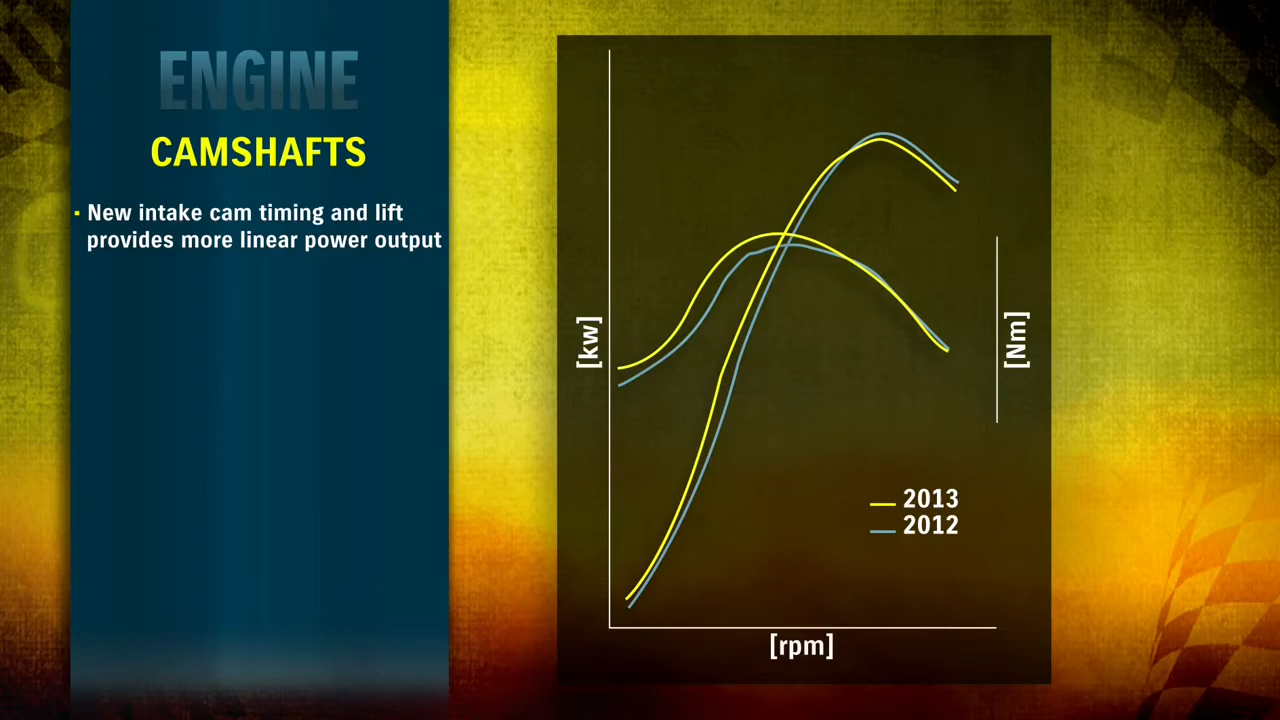 ENGINE
CAMSHAFTS
· New intake cam timing and lift
provides more linear power output
[kw]
[Nm]
2013
2012
[rpm]